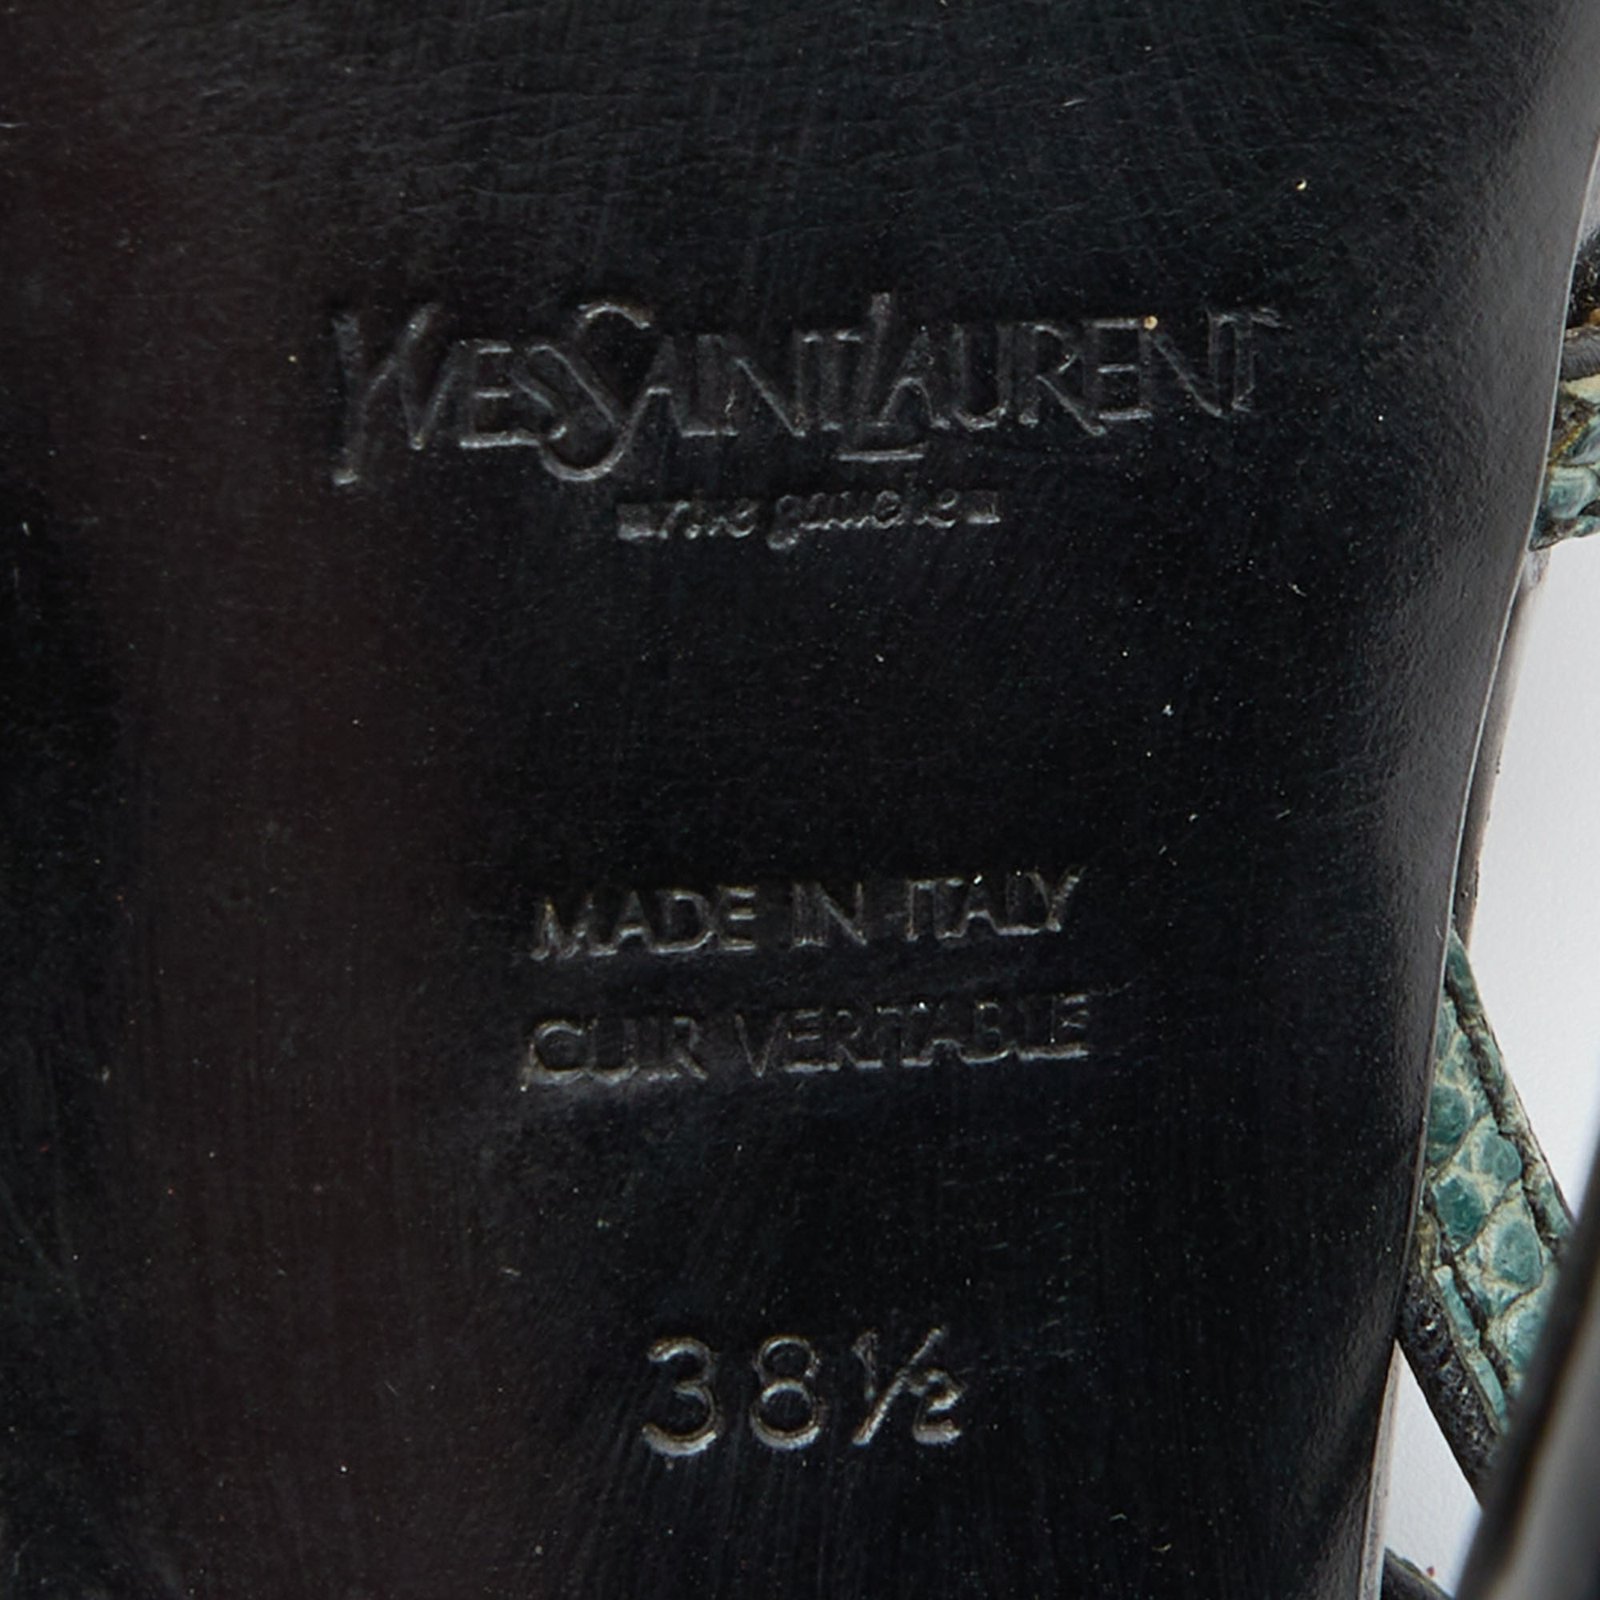 YVESSAINTLAURENT
rive gauche
MADE IN ITALY
CUIR VERITABLE
38½